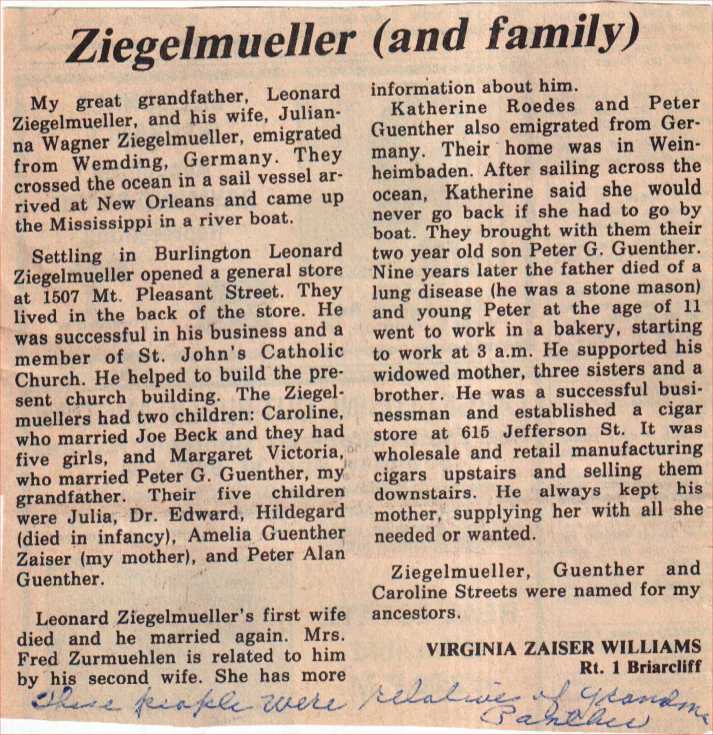 Ziegelmueller (and family)
My great grandfather, Leonard
Ziegelmueller, and his wife, Julian-
na Wagner Ziegelmueller, emigrated
from Wemding, Germany. They
crossed the ocean in a sail vessel ar-
rived at New Orleans and came up
the Mississippi in a river boat.
Settling in Burlington Leonard
Ziegelmueller opened a general store
at 1507 Mt. Pleasant Street. They
lived in the back of the store. He
was successful in his business and a
member of St. John's Catholic
Church. He helped to build the pre-
sent church building. The Ziegel-
muellers had two children: Caroline,
who married Joe Beck and they had
five girls, and Margaret Victoria,
who married Peter G. Guenther, my
grandfather. Their five children
were Julia, Dr. Edward, Hildegard
(died in infancy), Amelia Guenther
Zaiser (my mother), and Peter Alan
Guenther.
Leonard Ziegelmueller's first wife
died and he married again. Mrs.
Fred Zurmuehlen is related to him
by his second wife. She has more
information about him.
Katherine Roedes and Peter
Guenther also emigrated from Ger-
many. Their home was in Wein-
heimbaden. After sailing across the
ocean, Katherine said she would
never go back if she had to go by
boat. They brought with them their
two year old son Peter G. Guenther.
Nine years later the father died of a
lung disease (he was a stone mason)
and young Peter at the age of 11
went to work in a bakery, starting
to work at 3 a.m. He supported his
widowed mother, three sisters and a
brother. He was a successful busi-
nessman and established a cigar
store at 615 Jefferson St. It was
wholesale and retail manufacturing
cigars upstairs and selling them
downstairs. He always kept his
mother, supplying her with all she
needed or wanted.
Ziegelmueller, Guenther and
Caroline Streets were named for my
ancestors.
VIRGINIA ZAISER WILLIAMS
Rt. 1 Briarcliff
These people were relatives of Grandma